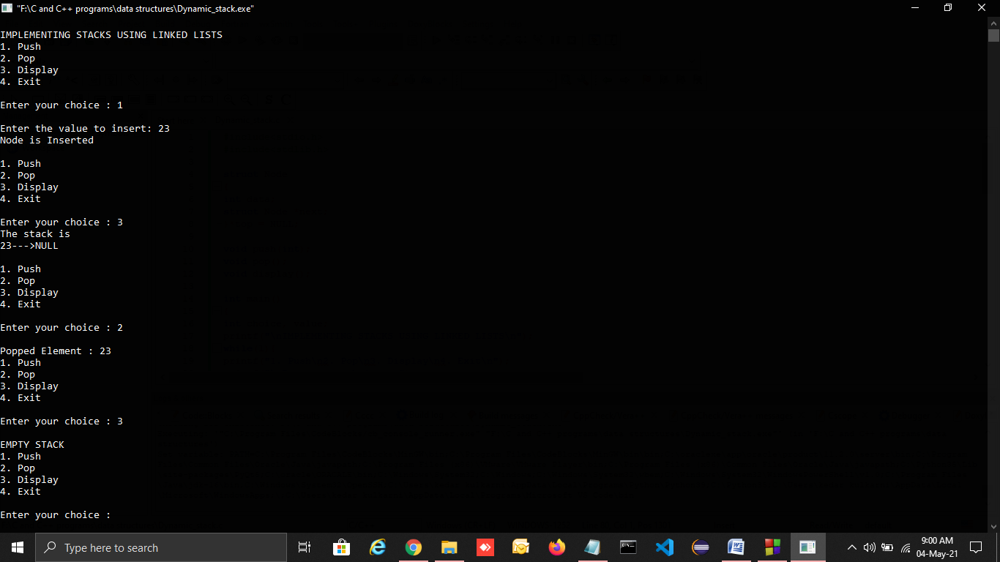 "F:\C and C++ programs\data structures\Dynamic_stack.exe"
IMPLEMENTING STACKS USING LINKED LISTS
1. Push
2. Pop
3. Display
4. Exit
Enter your choice : 1
Enter the value to insert: 23
Node is Inserted
1. Push
2. Pop
3. Display
4. Exit
Enter your choice : 3
The stack is
23--->NULL
1. Push
2. Pop
3. Display
4. Exit
Enter your choice : 2
Popped Element : 23
1. Push
2. Pop
3. Display
4. Exit
Enter your choice : 3
EMPTY STACK
1. Push
2. Pop
3. Display
4. Exit
Enter your choice :
Type here to search
9:00 AM
04-May-21